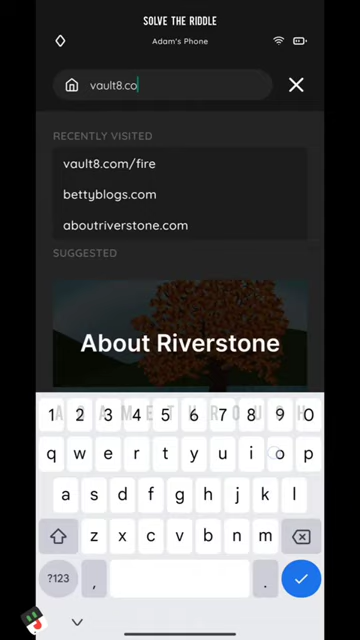 SOLVE THE RIDDLE
Adam's Phone
vault8.co
RECENTLY VISITED
vault8.com/fire
bettyblogs.com
aboutriverstone.com
SUGGESTED
About Riverstone
1 2 3 4 5 6 7 8 9 0
q w e r t y u i o p
a s d f g h j k l
z x c v b n m
?123 , .